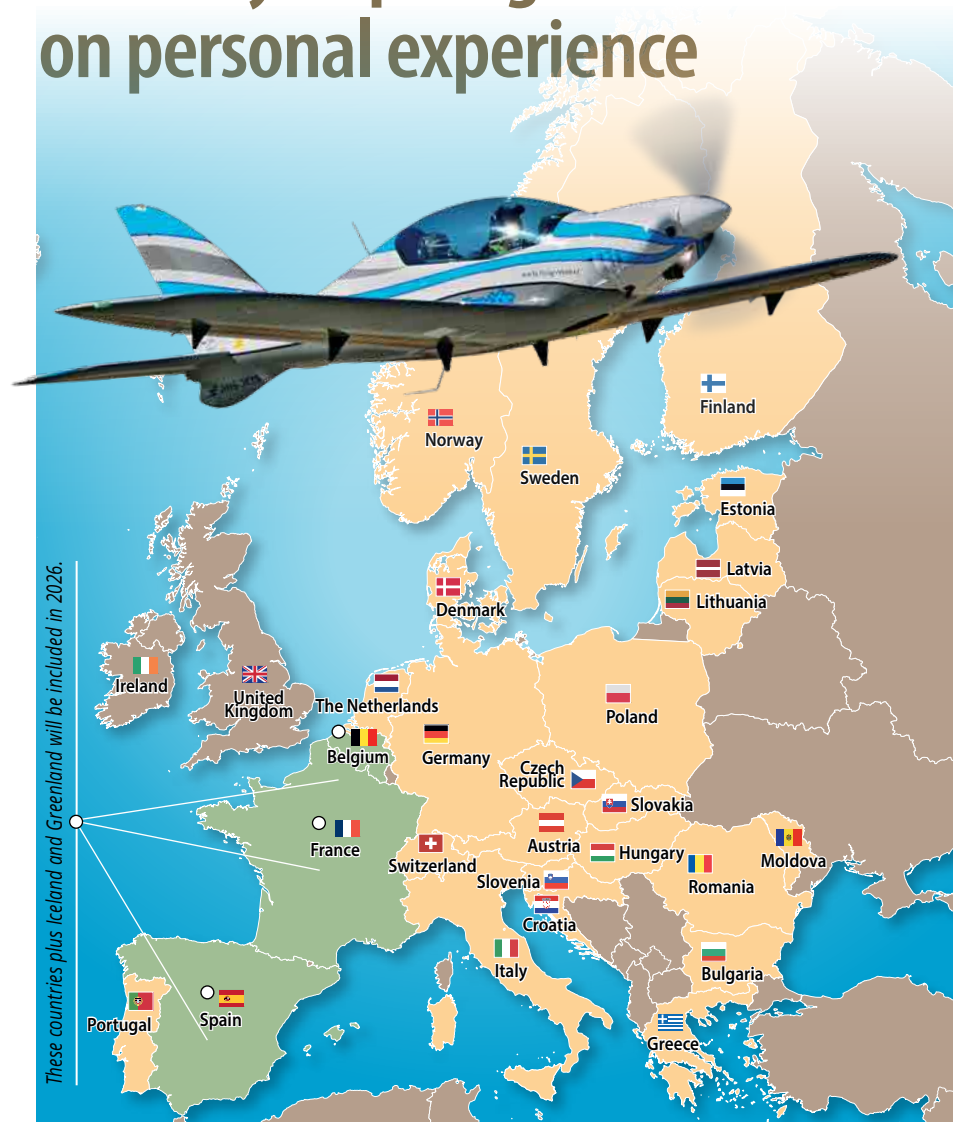 on personal experience
Finland
Norway
Sweden
Estonia
Latvia
Lithuania
Denmark
Ireland
United
Kingdom
The Netherlands
Poland
Belgium
Germany
Czech
Republic
Slovakia
France
Austria
Switzerland
Hungary
Moldova
Slovenia
Romania
Croatia
Italy
Bulgaria
Portugal
Spain
Greece
These countries plus Iceland and Greenland will be included in 2026.